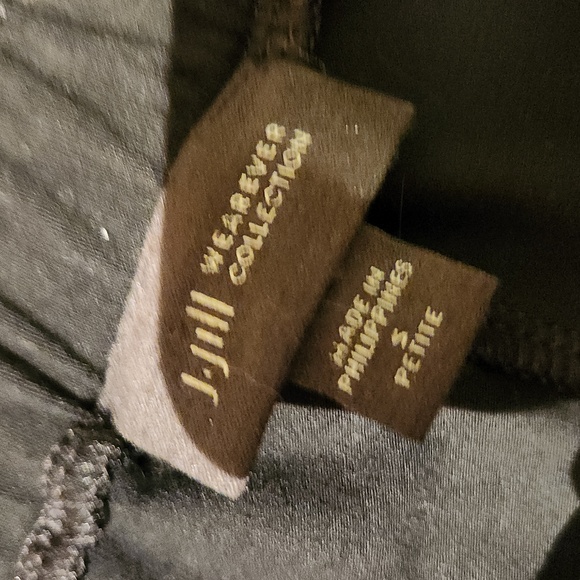 J.Jill
WEAREVER
COLLECTION
MADE IN
PHILIPPINES
S
PETITE